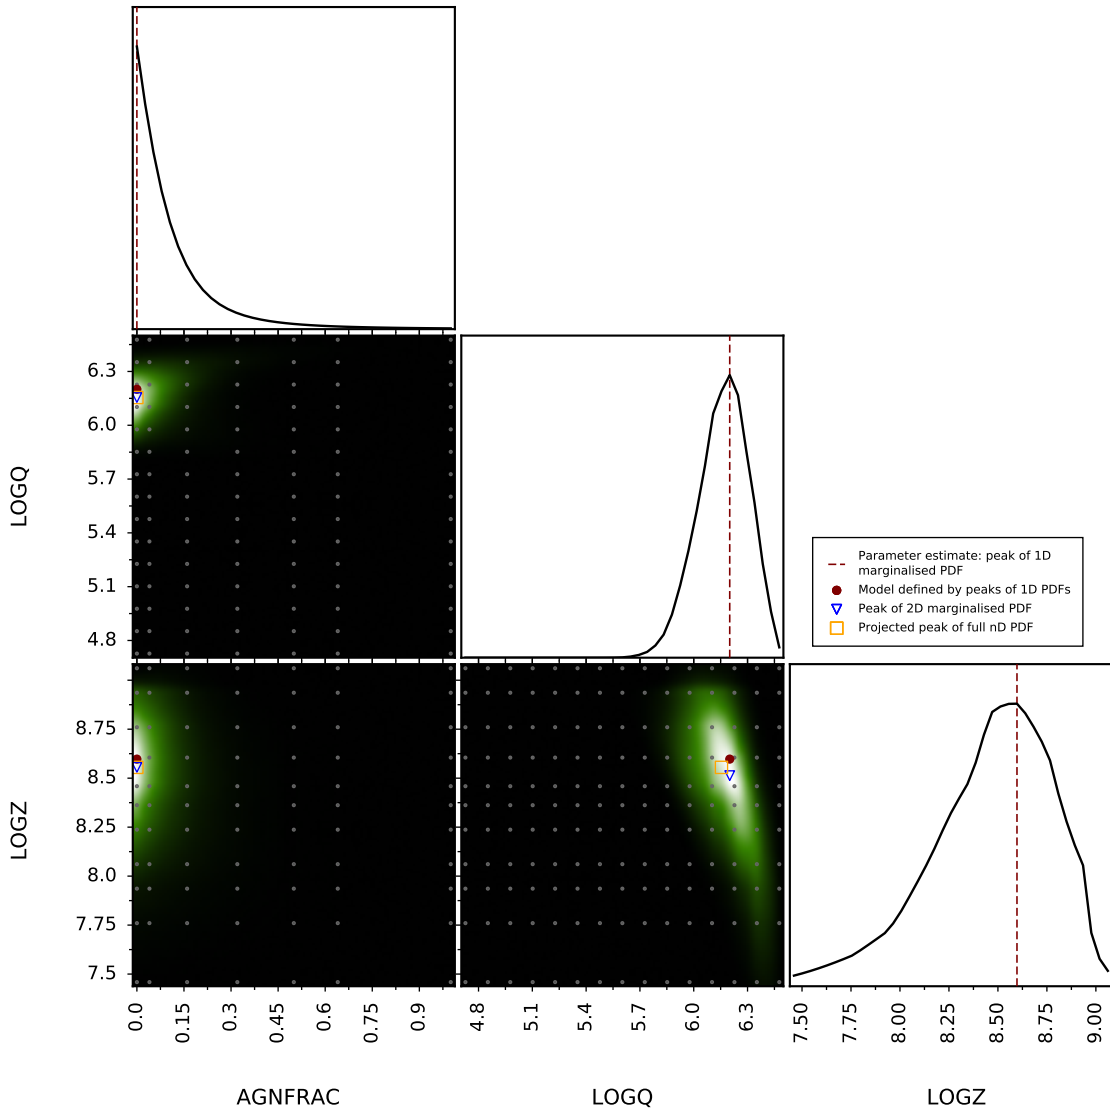 6.3
6.0
5.7
5.4
5.1
4.8
LOGQ
Parameter estimate: peak of 1D
marginalised PDF
Model defined by peaks of 1D PDFs
Peak of 2D marginalised PDF
Projected peak of full nD PDF
8.75
8.5
8.25
8.0
7.75
7.5
LOGZ
0.0 0.15 0.3 0.45 0.6 0.75 0.9
4.8 5.1 5.4 5.7 6.0 6.3
7.50 7.75 8.00 8.25 8.50 8.75 9.00
AGNFRAC LOGQ LOGZ